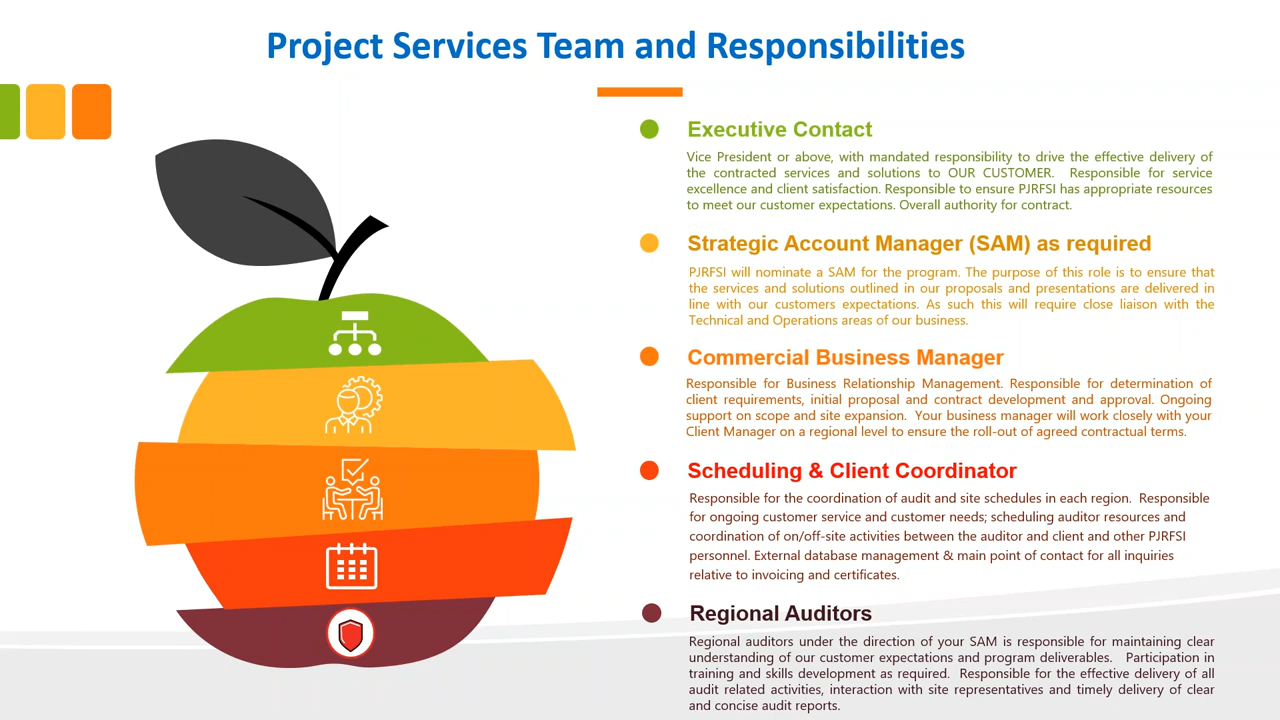 Project Services Team and Responsibilities
Executive Contact
Vice President or above, with mandated responsibility to drive the effective delivery of
the contracted services and solutions to OUR CUSTOMER. Responsible for service
excellence and client satisfaction. Responsible to ensure PJRFSI has appropriate resources
to meet our customer expectations. Overall authority for contract.
Strategic Account Manager (SAM) as required
PJRFSI will nominate a SAM for the program. The purpose of this role is to ensure that
the services and solutions outlined in our proposals and presentations are delivered in
line with our customers expectations. As such this will require close liaison with the
Technical and Operations areas of our business.
Commercial Business Manager
Responsible for Business Relationship Management. Responsible for determination of
client requirements, initial proposal and contract development and approval. Ongoing
support on scope and site expansion. Your business manager will work closely with your
Client Manager on a regional level to ensure the roll-out of agreed contractual terms.
Scheduling & Client Coordinator
Responsible for the coordination of audit and site schedules in each region. Responsible
for ongoing customer service and customer needs; scheduling auditor resources and
coordination of on/off-site activities between the auditor and client and other PJRFSI
personnel. External database management & main point of contact for all inquiries
relative to invoicing and certificates.
Regional Auditors
Regional auditors under the direction of your SAM is responsible for maintaining clear
understanding of our customer expectations and program deliverables. Participation in
training and skills development as required. Responsible for the effective delivery of all
audit related activities, interaction with site representatives and timely delivery of clear
and concise audit reports.